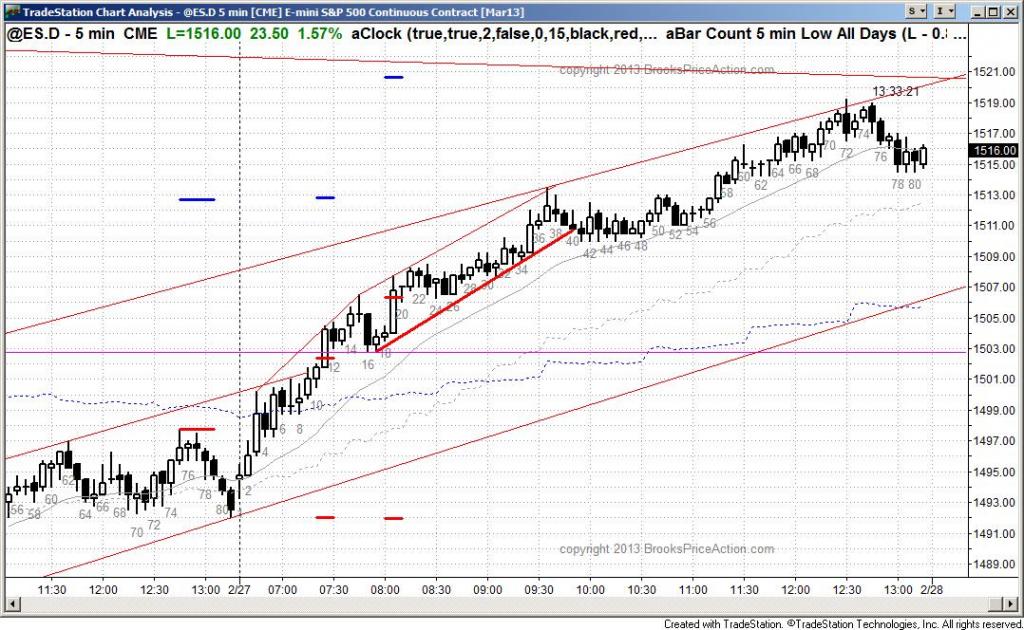 TradeStation Chart Analysis - @ES.D 5 min [CME] E-mini S&P 500 Continuous Contract [Mar13]
S
I
@ES.D - 5 min CME L=1516.00 23.50 1.57% aClock (true,true,2,false,0,15,black,red,... aBar Count 5 min Low All Days (L - 0.8 ...
copyright 2013 BrooksPriceAction.com
1521.00
13:33:21
1519.00
1517.00
1516.00
1515.00
1513.00
1511.00
1509.00
1507.00
1505.00
1503.00
1501.00
1499.00
1497.00
1495.00
1493.00
1491.00
1489.00
56 58 60 62 64 66 68 70 72 74 76 78 80
2 4 6 8 10 12 14 16 18 20 22 24 26 28 30 32 34 36 38 40 42 44 46 48 50 52 54 56 58 60 62 64 66 68 70 72 74 76 78 80
copyright 2013 BrooksPriceAction.com
11:30 12:00 12:30 13:00 2/27 07:00 07:30 08:00 08:30 09:00 09:30 10:00 10:30 11:00 11:30 12:00 12:30 13:00 2/28
Created with TradeStation. ©TradeStation Technologies, Inc. All rights reserved.